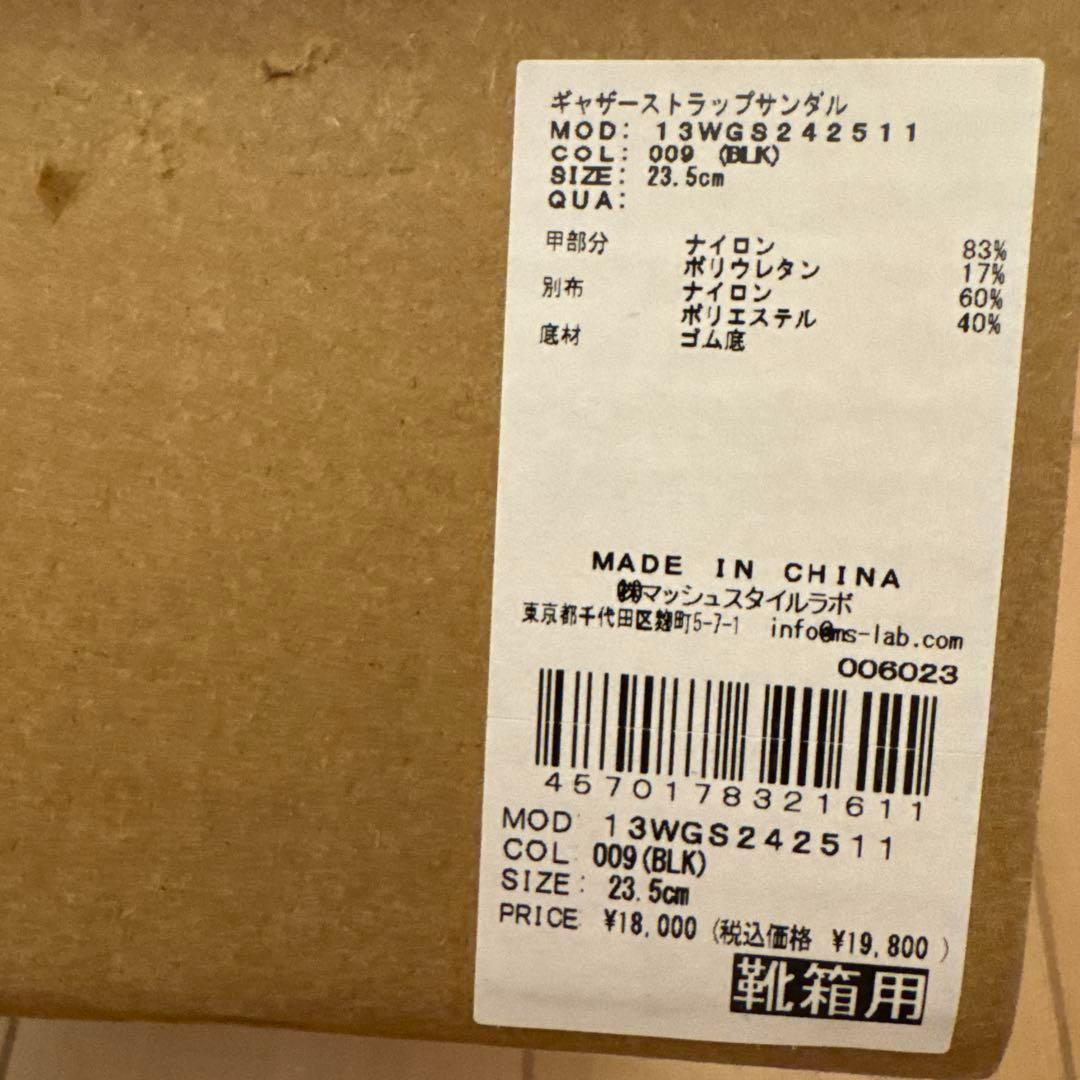 ギャザーストラップサンダル
MOD: 13WGS242511
COL: 009 (BLK)
SIZE: 23.5cm
QUA:
甲部分 ナイロン 83%
ポリウレタン 17%
別布 ナイロン 60%
ポリエステル 40%
底材 ゴム底
MADE IN CHINA
㈱マッシュスタイルラボ
東京都千代田区麹町5-7-1 info@ms-lab.com
006023
4570178321611
MOD 13WGS242511
COL 009(BLK)
SIZE: 23.5cm
PRICE ¥18,000 (税込価格 ¥19,800 )
靴箱用